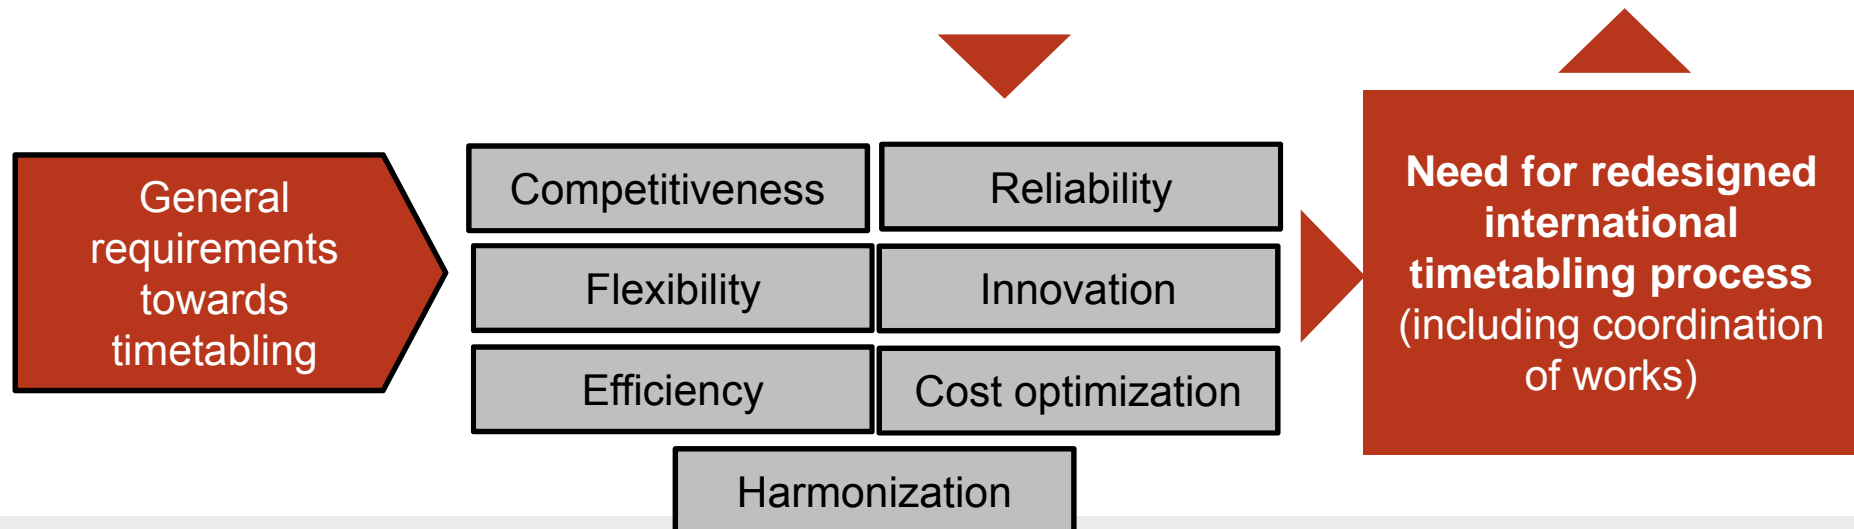 General
requirements
towards
timetabling
Competitiveness
Reliability
Flexibility
Innovation
Efficiency
Cost optimization
Harmonization
Need for redesigned
international
timetabling process
(including coordination
of works)